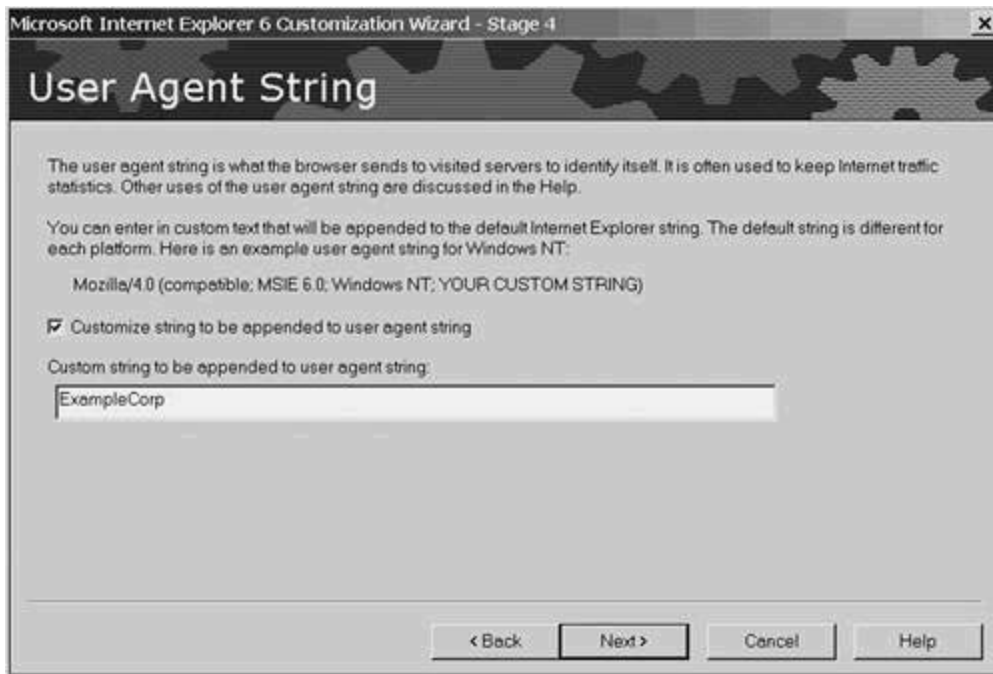 Microsoft Internet Explorer 6 Customization Wizard - Stage 4
User Agent String
The user agent string is what the browser sends to visited servers to identify itself. It is often used to keep Internet traffic
statistics. Other uses of the user agent string are discussed in the Help.
You can enter in custom text that will be appended to the default Internet Explorer string. The default string is different for
each platform. Here is an example user agent string for Windows NT:
Mozilla/4.0 (compatible; MSIE 6.0; Windows NT; YOUR CUSTOM STRING)
Customize string to be appended to user agent string
Custom string to be appended to user agent string:
ExampleCorp
< Back Next > Cancel Help